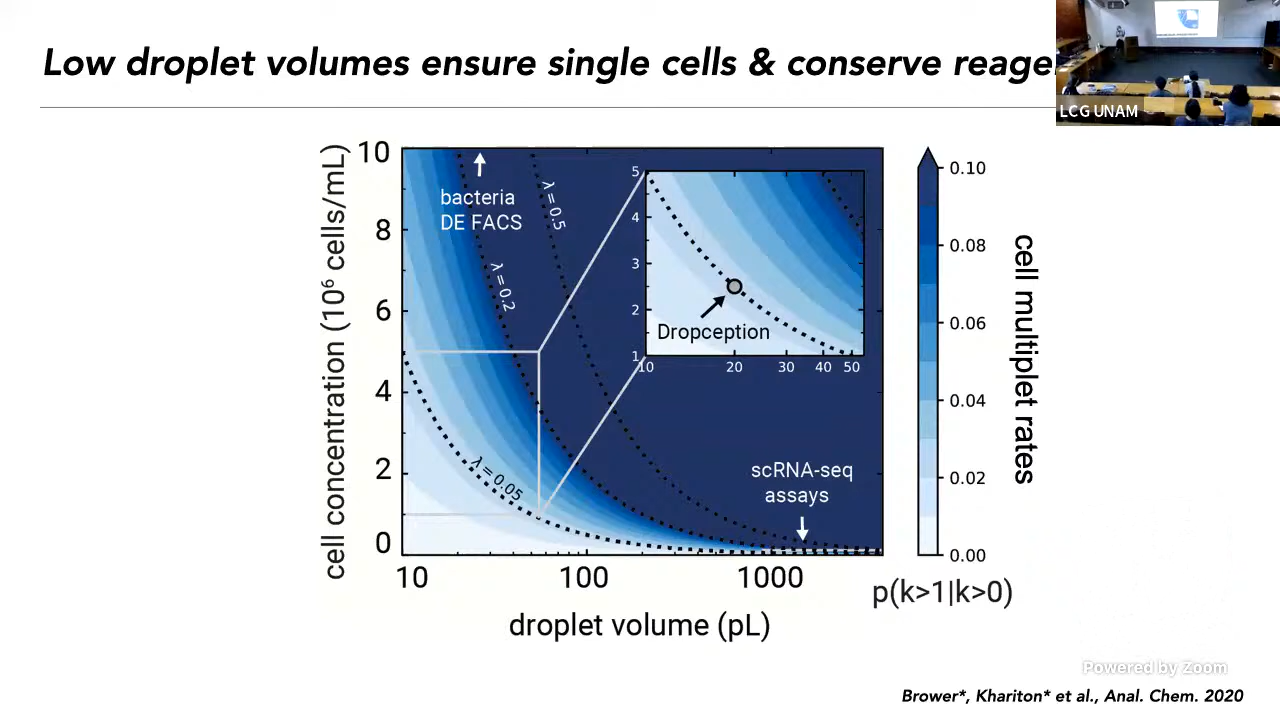 Low droplet volumes ensure single cells & conserve
LCG UNAM
10
8
6
4
2
0
cell concentration (10⁶ cells/mL)
bacteria
DE FACS
λ = 0.5
λ = 0.2
λ = 0.05
5
4
3
2
1
Dropception
10 20 30 40 50
scRNA-seq
assays
10 100 1000
droplet volume (pL)
0.10
0.08
0.06
0.04
0.02
0.00
cell multiplet rates
p(k>1|k>0)
Powered by Zoom
Brower*, Khariton* et al., Anal. Chem. 2020